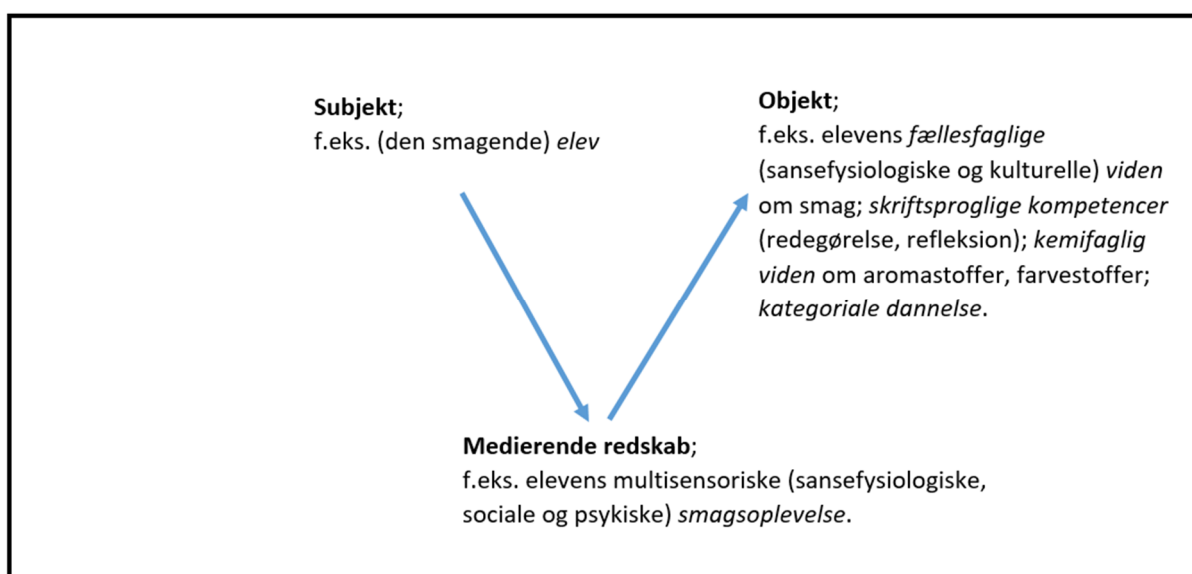 Subjekt;
f.eks. (den smagende) elev
Objekt;
f.eks. elevens fællesfaglige
(sansefysiologiske og kulturelle) viden
om smag; skriftsproglige kompetencer
(redegørelse, refleksion); kemifaglig
viden om aromastoffer, farvestoffer;
kategoriale dannelse.
Medierende redskab;
f.eks. elevens multisensoriske (sansefysiologiske,
sociale og psykiske) smagsoplevelse.